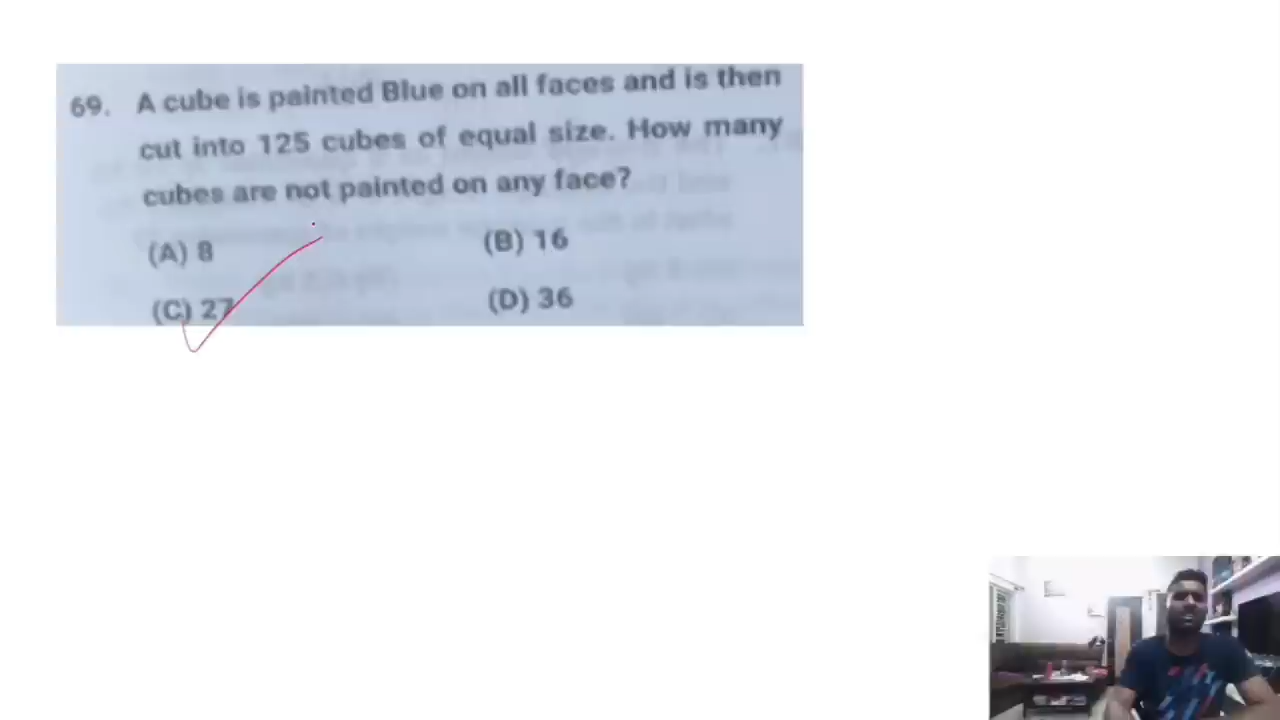 69. A cube is painted Blue on all faces and is then
cut into 125 cubes of equal size. How many
cubes are not painted on any face?
(A) 8 (B) 16
(C) 27 (D) 36